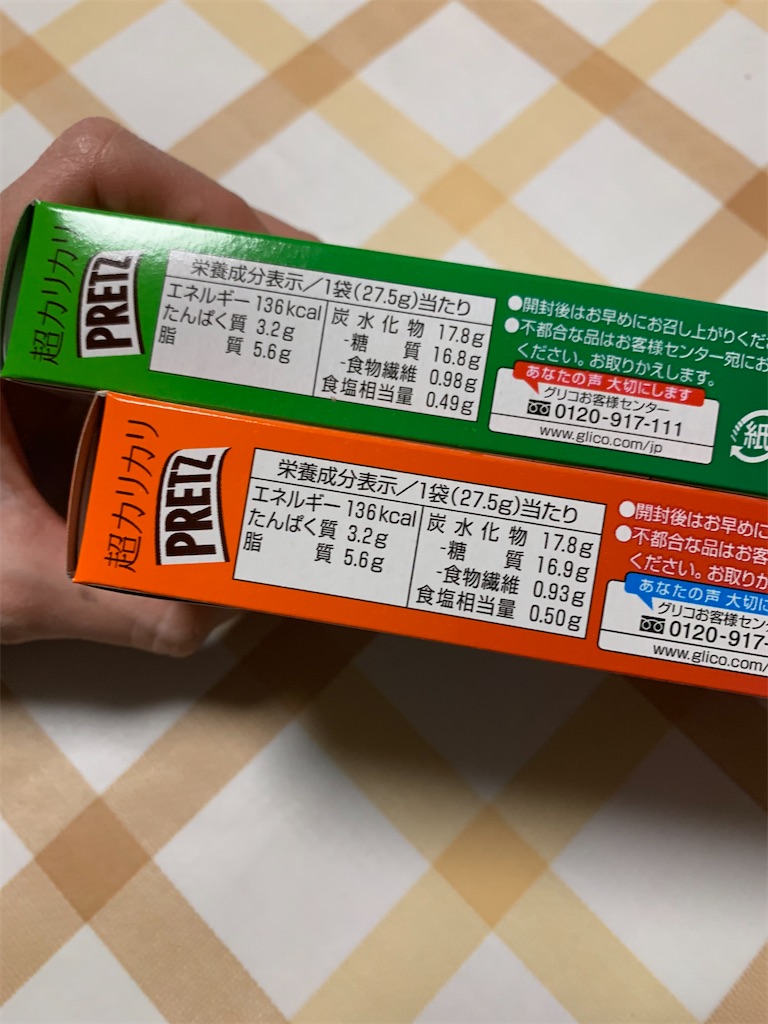 超カリカリ
PRETZ
栄養成分表示／1袋(27.5g)当たり
エネルギー 136kcal
たんぱく質 3.2g
脂質 5.6g
炭水化物 17.8g
-糖質 16.8g
-食物繊維 0.98g
食塩相当量 0.49g
●開封後はお早めにお召し上がりくだ
●不都合な品はお客様センター宛にお
ください。お取りかえします。
あなたの声 大切にします
グリコお客様センター
0120-917-111
www.glico.com/jp
紙
超カリカリ
PRETZ
栄養成分表示／1袋(27.5g)当たり
エネルギー 136kcal
たんぱく質 3.2g
脂質 5.6g
炭水化物 17.8g
-糖質 16.9g
-食物繊維 0.93g
食塩相当量 0.50g
●開封後はお早めに
●不都合な品はお客
ください。お取りか
あなたの声 大切に
グリコお客様セン
0120-917-
www.glico.com/